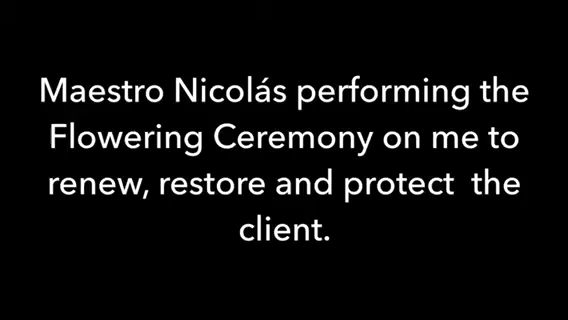 Maestro Nicolás performing the
Flowering Ceremony on me to
renew, restore and protect  the
client.